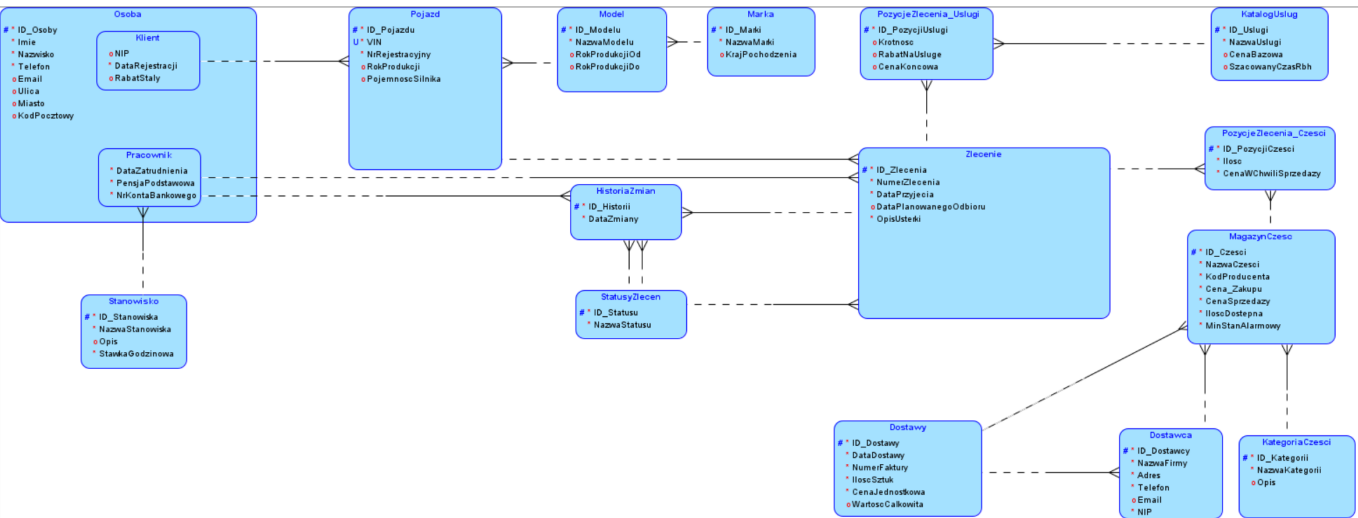 Osoba
# * ID_Osoby
* Imie
* Nazwisko
* Telefon
o Email
o Ulica
o Miasto
o KodPocztowy
Klient
o NIP
* DataRejestracji
o RabatStaly
Pracownik
* DataZatrudnienia
* PensjaPodstawowa
* NrKontaBankowego
Stanowisko
# * ID_Stanowiska
* NazwaStanowiska
o Opis
* StawkaGodzinowa
Pojazd
# * ID_Pojazdu
U * VIN
* NrRejestracyjny
o RokProdukcji
o PojemnoscSilnika
Model
# * ID_Modelu
* NazwaModelu
o RokProdukcjiOd
o RokProdukcjiDo
Marka
# * ID_Marki
* NazwaMarki
o KrajPochodzenia
HistoriaZmian
# * ID_Historii
* DataZmiany
StatusyZlecen
# * ID_Statusu
* NazwaStatusu
PozycjeZlecenia_Uslugi
# * ID_PozycjiUslugi
o Krotnosc
o RabatNaUsluge
o CenaKoncowa
KatalogUslug
# * ID_Uslugi
* NazwaUslugi
o CenaBazowa
o SzacowanyCzasRbh
Zlecenie
# * ID_Zlecenia
* NumerZlecenia
* DataPrzyjecia
o DataPlanowanegoOdbioru
* OpisUsterki
PozycjeZlecenia_Czesci
# * ID_PozycjiCzesci
* Ilosc
* CenaWChwiliSprzedazy
MagazynCzesc
# * ID_Czesci
* NazwaCzesci
* KodProducenta
* Cena_Zakupu
* CenaSprzedazy
* IloscDostepna
* MinStanAlarmowy
Dostawy
# * ID_Dostawy
* DataDostawy
* NumerFaktury
* IloscSztuk
* CenaJednostkowa
o WartoscCalkowita
Dostawca
# * ID_Dostawcy
* NazwaFirmy
* Adres
* Telefon
o Email
* NIP
KategoriaCzesci
# * ID_Kategorii
* NazwaKategorii
o Opis